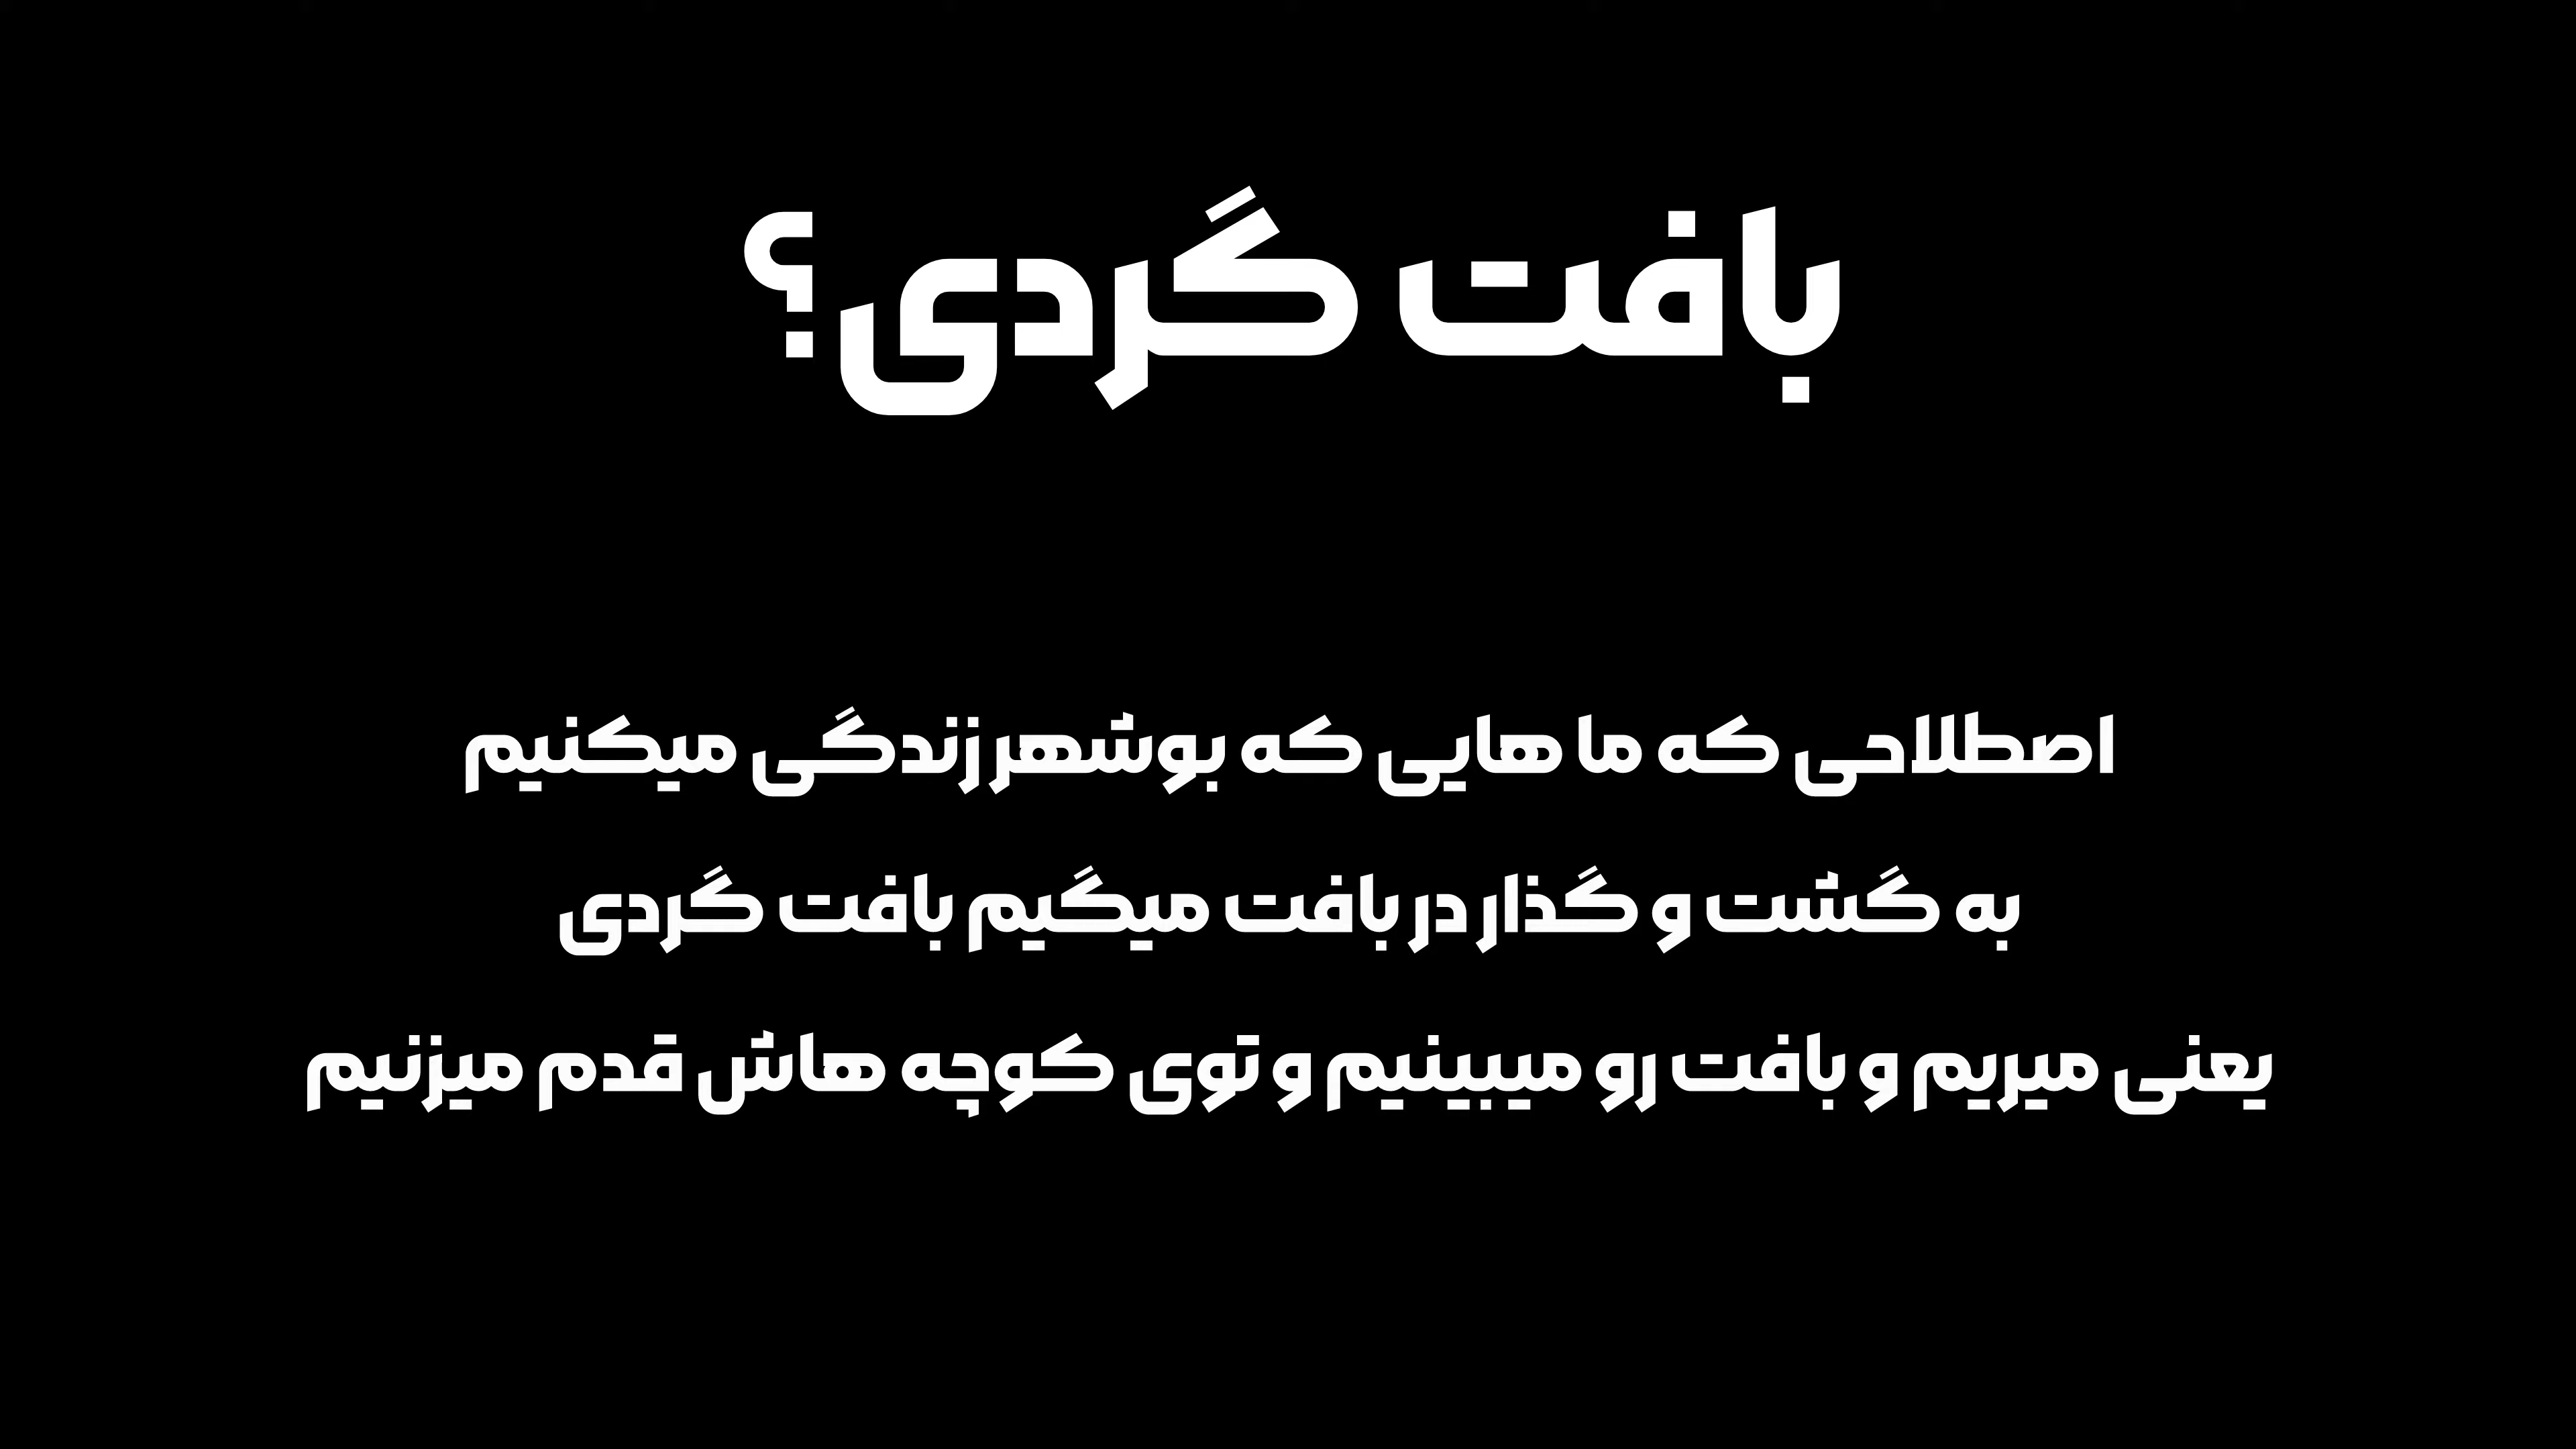 بافت گردی؟
اصطلاحی که ما هایی که بوشهر زندگی میکنیم
به گشت و گذار در بافت میگیم بافت گردی
یعنی میریم و بافت رو میبینیم و توی کوچه هاش قدم میزنیم